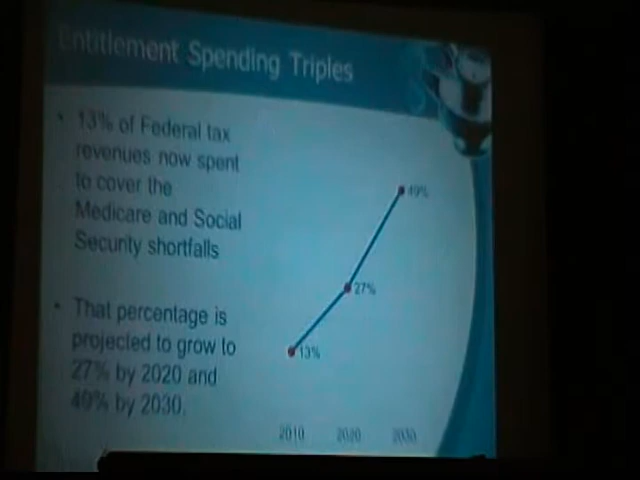 Entitlement Spending Triples
• 13% of Federal tax
revenues now spent
to cover the
Medicare and Social
Security shortfalls
• That percentage is
projected to grow to
27% by 2020 and
49% by 2030.
49%
27%
13%
2010 2020 2030